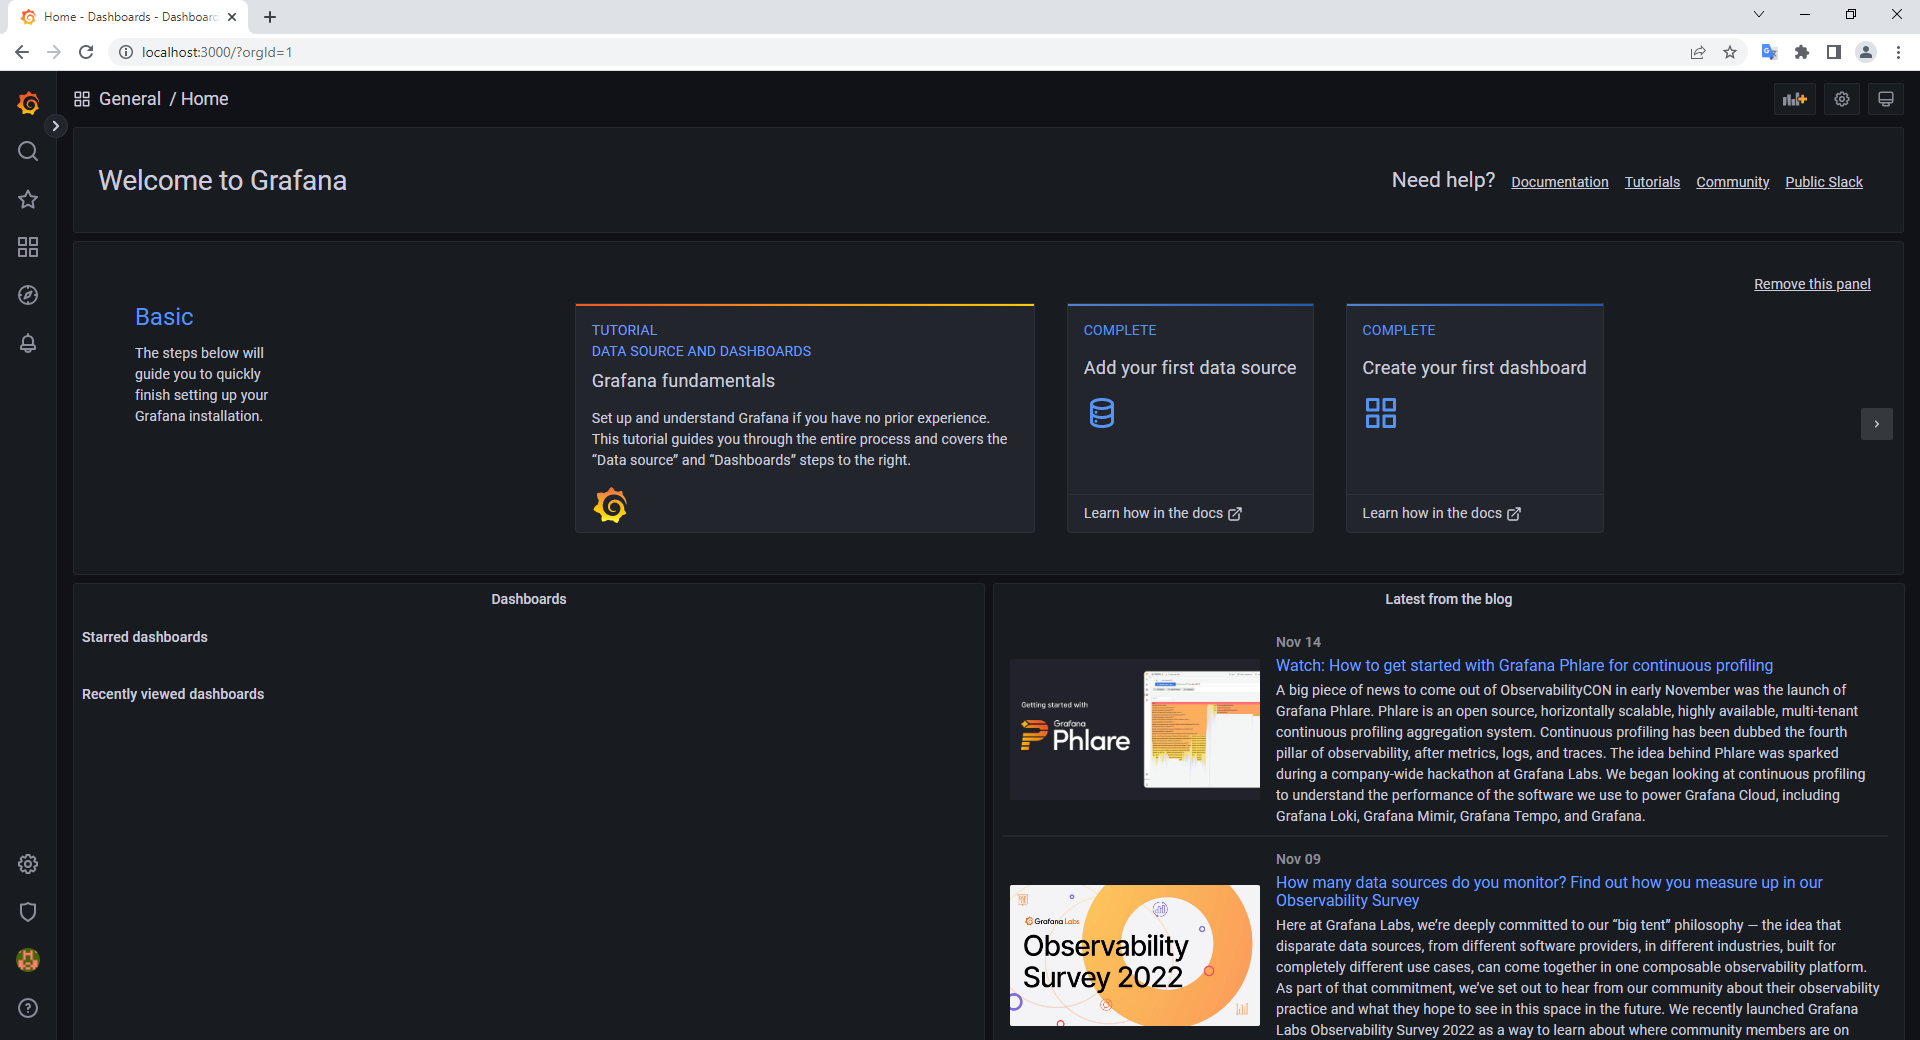 Home - Dashboards - Dashboard
localhost:3000/?orgId=1
General / Home
Welcome to Grafana
Need help? Documentation Tutorials Community Public Slack
Remove this panel
Basic
The steps below will
guide you to quickly
finish setting up your
Grafana installation.
TUTORIAL
DATA SOURCE AND DASHBOARDS
Grafana fundamentals
Set up and understand Grafana if you have no prior experience.
This tutorial guides you through the entire process and covers the
“Data source” and “Dashboards” steps to the right.
COMPLETE
Add your first data source
Learn how in the docs
COMPLETE
Create your first dashboard
Learn how in the docs
Dashboards
Starred dashboards
Recently viewed dashboards
Latest from the blog
Getting started with
Grafana
Phlare
Nov 14
Watch: How to get started with Grafana Phlare for continuous profiling
A big piece of news to come out of ObservabilityCON in early November was the launch of
Grafana Phlare. Phlare is an open source, horizontally scalable, highly available, multi-tenant
continuous profiling aggregation system. Continuous profiling has been dubbed the fourth
pillar of observability, after metrics, logs, and traces. The idea behind Phlare was sparked
during a company-wide hackathon at Grafana Labs. We began looking at continuous profiling
to understand the performance of the software we use to power Grafana Cloud, including
Grafana Loki, Grafana Mimir, Grafana Tempo, and Grafana.
Grafana Labs
Observability
Survey 2022
Nov 09
How many data sources do you monitor? Find out how you measure up in our
Observability Survey
Here at Grafana Labs, we’re deeply committed to our “big tent” philosophy — the idea that
disparate data sources, from different software providers, in different industries, built for
completely different use cases, can come together in one composable observability platform.
As part of that commitment, we’ve set out to hear from our community about their observability
practice and what they hope to see in this space in the future. We recently launched Grafana
Labs Observability Survey 2022 as a way to learn about where community members are on